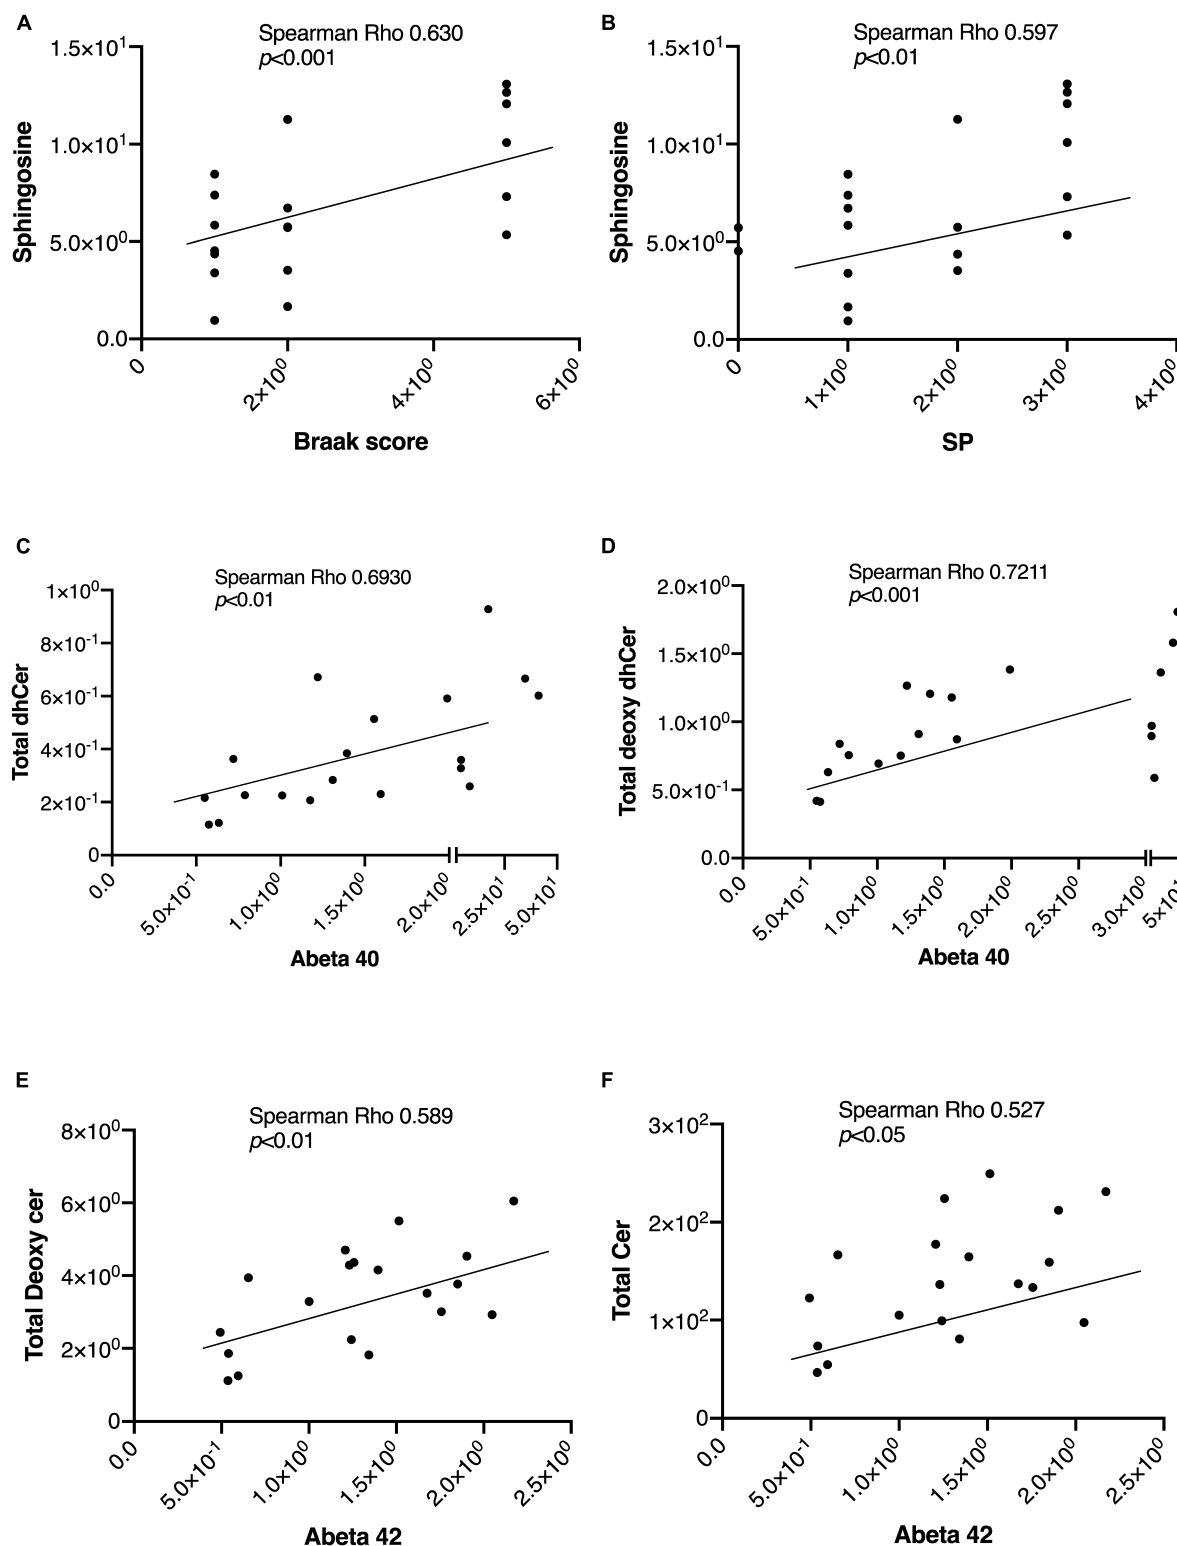 A
Spearman Rho 0.630
p<0.001
1.5×10¹
1.0×10¹
5.0×10⁰
0.0
Sphingosine
0
2×10⁰
4×10⁰
6×10⁰
Braak score
B
Spearman Rho 0.597
p<0.01
1.5×10¹
1.0×10¹
5.0×10⁰
0.0
Sphingosine
0
1×10⁰
2×10⁰
3×10⁰
4×10⁰
SP
C
Spearman Rho 0.6930
p<0.01
1×10⁰
8×10⁻¹
6×10⁻¹
4×10⁻¹
2×10⁻¹
0
Total dhCer
0.0
5.0×10⁻¹
1.0×10⁰
1.5×10⁰
2.0×10⁰
2.5×10¹
5.0×10¹
Abeta 40
D
Spearman Rho 0.7211
p<0.001
2.0×10⁰
1.5×10⁰
1.0×10⁰
5.0×10⁻¹
0.0
Total deoxy dhCer
0.0
5.0×10⁻¹
1.0×10⁰
1.5×10⁰
2.0×10⁰
2.5×10⁰
3.0×10⁰
5×10¹
Abeta 40
E
Spearman Rho 0.589
p<0.01
8×10⁰
6×10⁰
4×10⁰
2×10⁰
0
Total Deoxy cer
0.0
5.0×10⁻¹
1.0×10⁰
1.5×10⁰
2.0×10⁰
2.5×10⁰
Abeta 42
F
Spearman Rho 0.527
p<0.05
3×10²
2×10²
1×10²
0
Total Cer
0.0
5.0×10⁻¹
1.0×10⁰
1.5×10⁰
2.0×10⁰
2.5×10⁰
Abeta 42